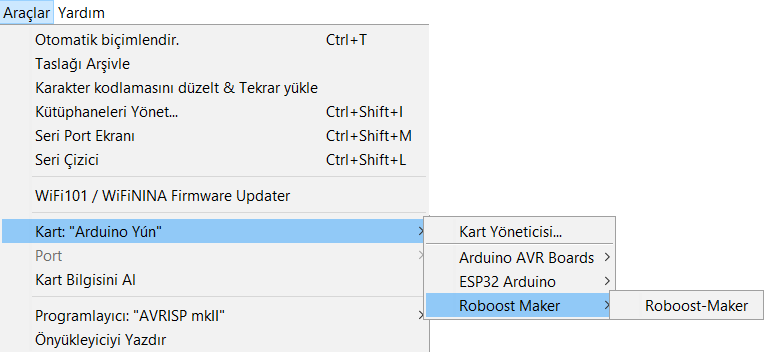 Araçlar Yardım
Otomatik biçimlendir. Ctrl+T
Taslağı Arşivle
Karakter kodlamasını düzelt & Tekrar yükle
Kütüphaneleri Yönet... Ctrl+Shift+I
Seri Port Ekranı Ctrl+Shift+M
Seri Çizici Ctrl+Shift+L
WiFi101 / WiFiNINA Firmware Updater
Kart: "Arduino Yún"
Port
Kart Bilgisini Al
Programlayıcı: "AVRISP mkII"
Önyükleyiciyi Yazdır
Kart Yöneticisi...
Arduino AVR Boards
ESP32 Arduino
Roboost Maker
Roboost-Maker